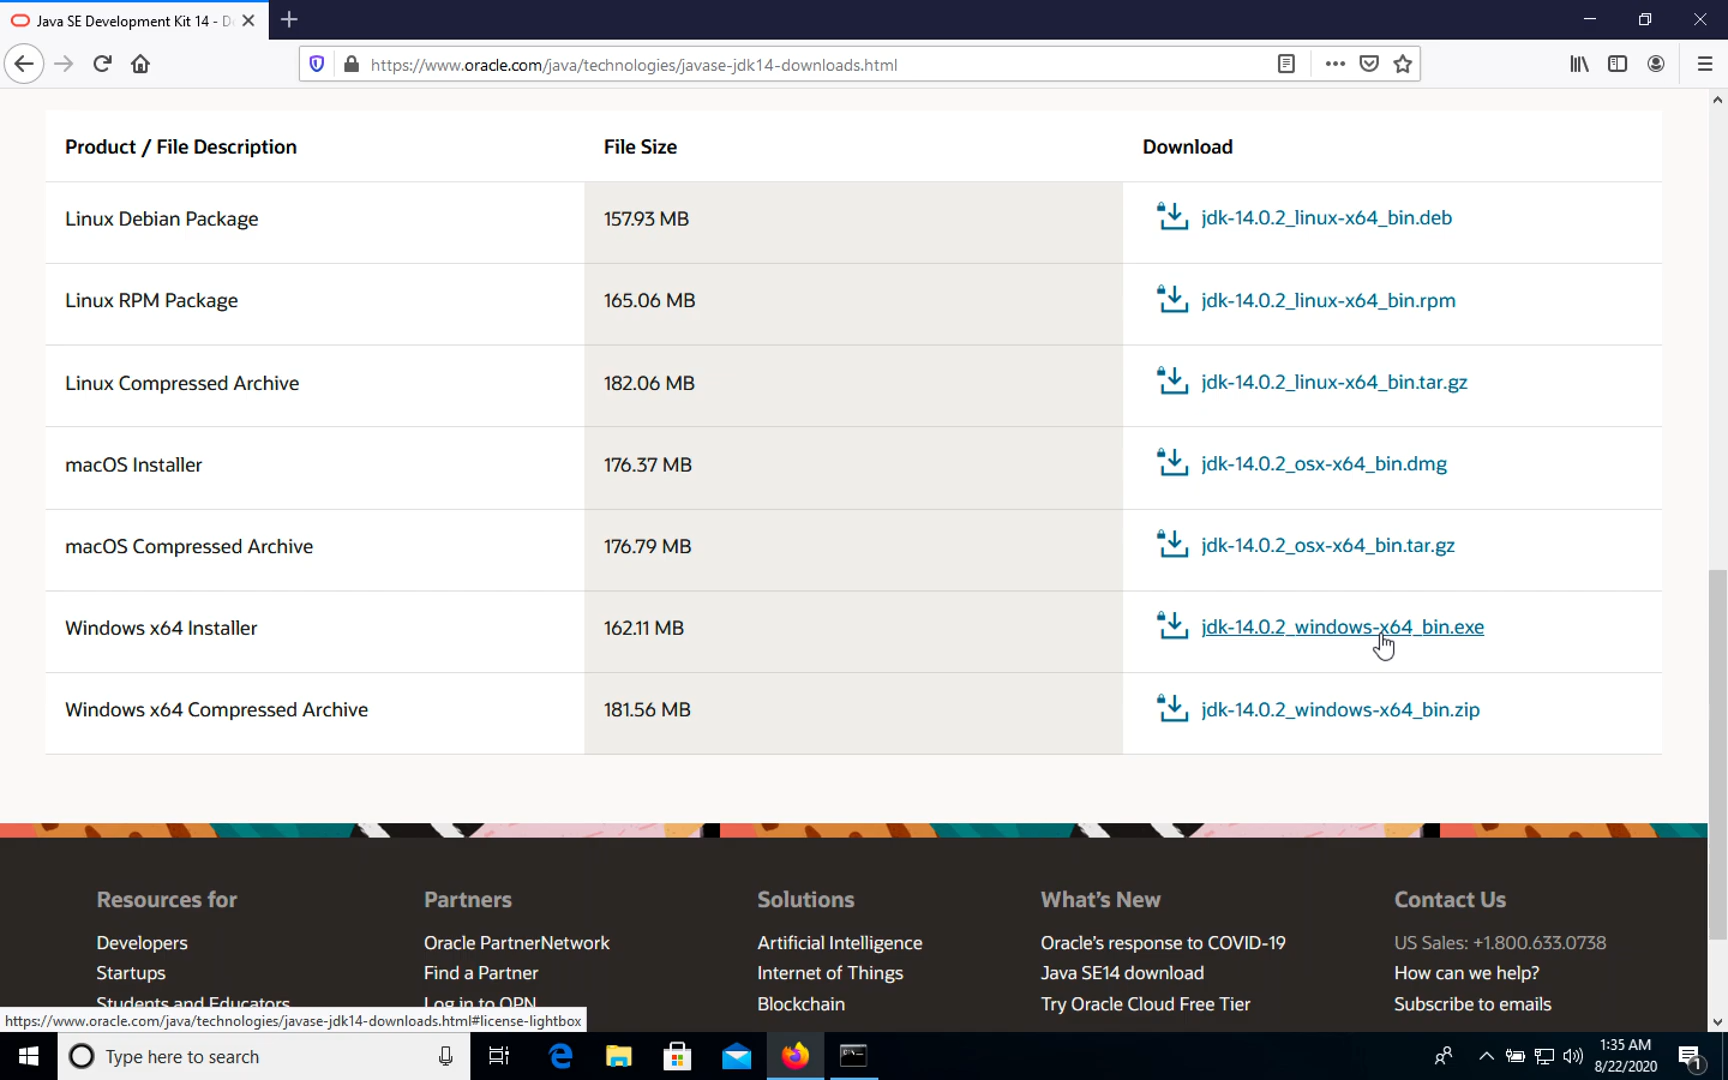 Java SE Development Kit 14 - D
https://www.oracle.com/java/technologies/javase-jdk14-downloads.html
Product / File Description File Size Download
Linux Debian Package 157.93 MB jdk-14.0.2_linux-x64_bin.deb
Linux RPM Package 165.06 MB jdk-14.0.2_linux-x64_bin.rpm
Linux Compressed Archive 182.06 MB jdk-14.0.2_linux-x64_bin.tar.gz
macOS Installer 176.37 MB jdk-14.0.2_osx-x64_bin.dmg
macOS Compressed Archive 176.79 MB jdk-14.0.2_osx-x64_bin.tar.gz
Windows x64 Installer 162.11 MB jdk-14.0.2_windows-x64_bin.exe
Windows x64 Compressed Archive 181.56 MB jdk-14.0.2_windows-x64_bin.zip
Resources for Partners Solutions What's New Contact Us
Developers Oracle PartnerNetwork Artificial Intelligence Oracle's response to COVID-19 US Sales: +1.800.633.0738
Startups Find a Partner Internet of Things Java SE14 download How can we help?
Students and Educators Log in to OPN Blockchain Try Oracle Cloud Free Tier Subscribe to emails
https://www.oracle.com/java/technologies/javase-jdk14-downloads.html#license-lightbox
Type here to search
1:35 AM
8/22/2020
1